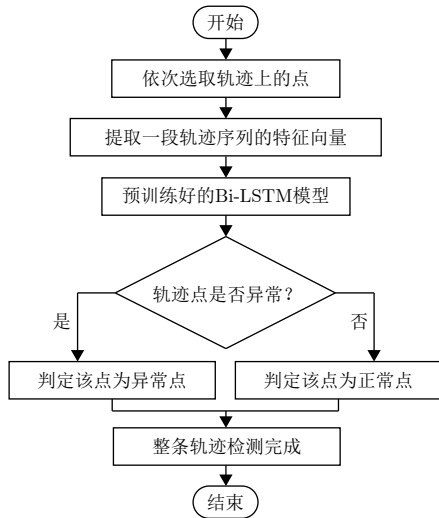 开始
依次选取轨迹上的点
提取一段轨迹序列的特征向量
预训练好的Bi-LSTM模型
轨迹点是否异常?
是
否
判定该点为异常点
判定该点为正常点
整条轨迹检测完成
结束